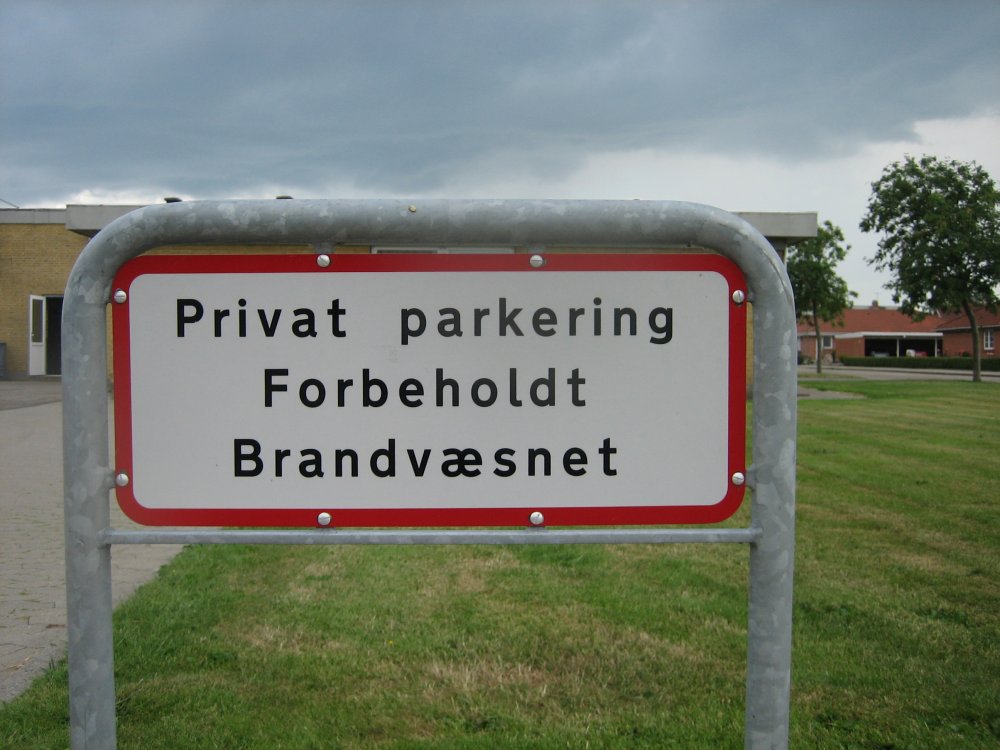 Privat parkering
Forbeholdt
Brandvæsnet